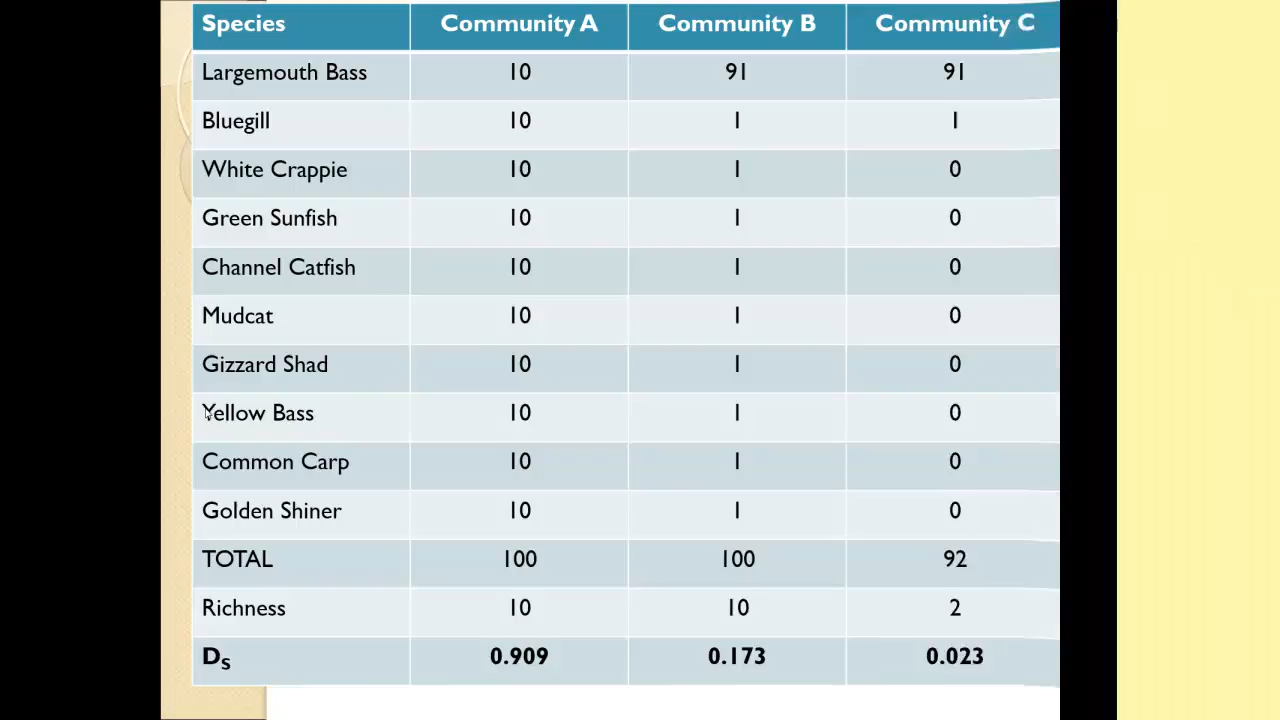 Species Community A Community B Community C
Largemouth Bass 10 91 91
Bluegill 10 1 1
White Crappie 10 1 0
Green Sunfish 10 1 0
Channel Catfish 10 1 0
Mudcat 10 1 0
Gizzard Shad 10 1 0
Yellow Bass 10 1 0
Common Carp 10 1 0
Golden Shiner 10 1 0
TOTAL 100 100 92
Richness 10 10 2
Ds 0.909 0.173 0.023